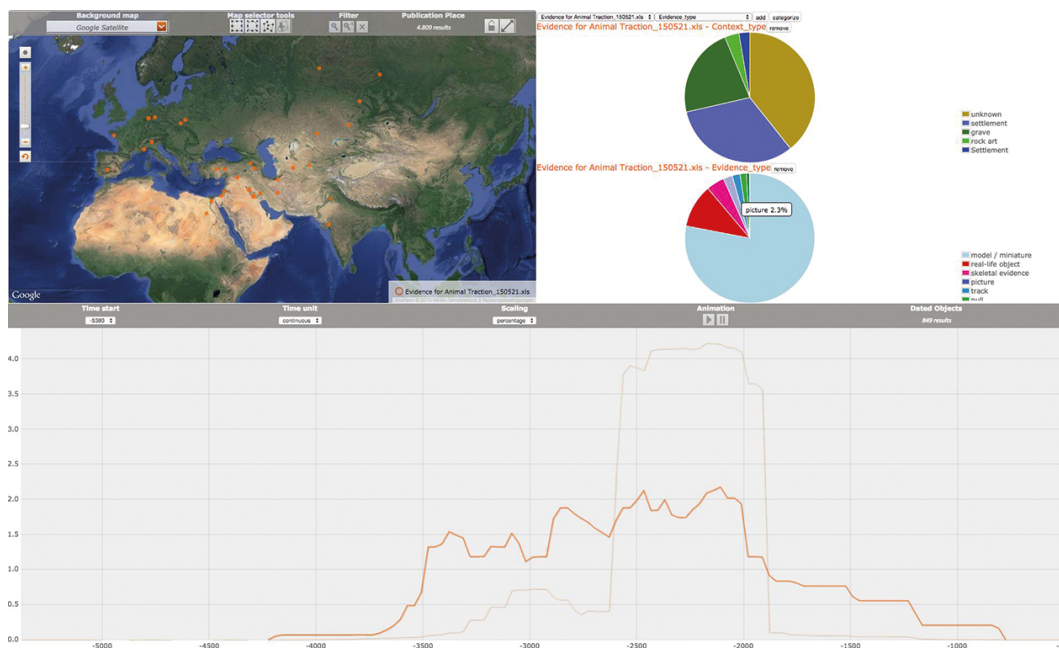 Background map
Google Satellite
Map selector tools
Filter
Publication Place
4.809 results
Google
Evidence for Animal Traction_150521.xls
Evidence for Animal Traction_150521.xls
Evidence_type
add
categorize
Evidence for Animal Traction_150521.xls - Context_type
remove
unknown
settlement
grave
rock art
Settlement
Evidence for Animal Traction_150521.xls - Evidence_type
remove
picture 2.3%
model / miniature
real-life object
skeletal evidence
picture
track
null
Time start
-5380
Time unit
continuous
Scaling
percentage
Animation
Dated Objects
949 results
4.0
3.5
3.0
2.5
2.0
1.5
1.0
0.5
0.0
-5000
-4500
-4000
-3500
-3000
-2500
-2000
-1500
-1000